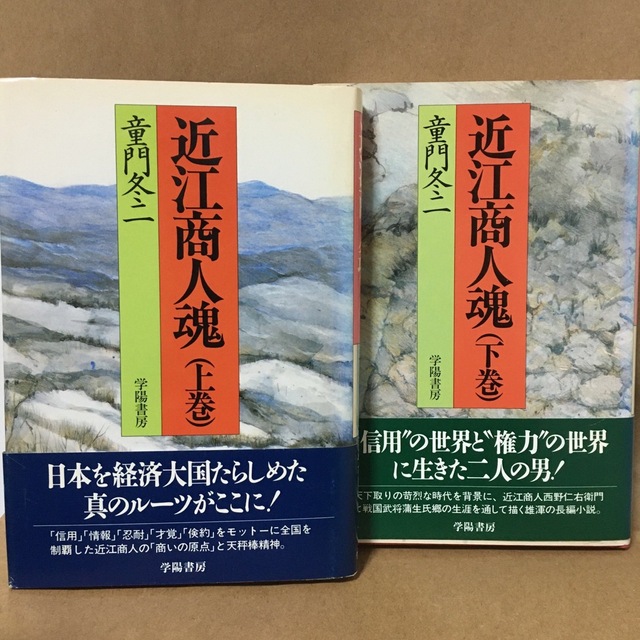 近江商人魂（上巻）
童門冬二
学陽書房
日本を経済大国たらしめた
真のルーツがここに！
「信用」「情報」「忍耐」「才覚」「倹約」をモットーに全国を
制覇した近江商人の「商いの原点」と天秤棒精神。
学陽書房
近江商人魂（下巻）
童門冬二
学陽書房
信用〟の世界と〝権力〟の世界
に生きた二人の男！
天下取りの苛烈な時代を背景に、近江商人西野仁右衛門
と戦国武将蒲生氏郷の生涯を通して描く雄渾の長編小説。
学陽書房